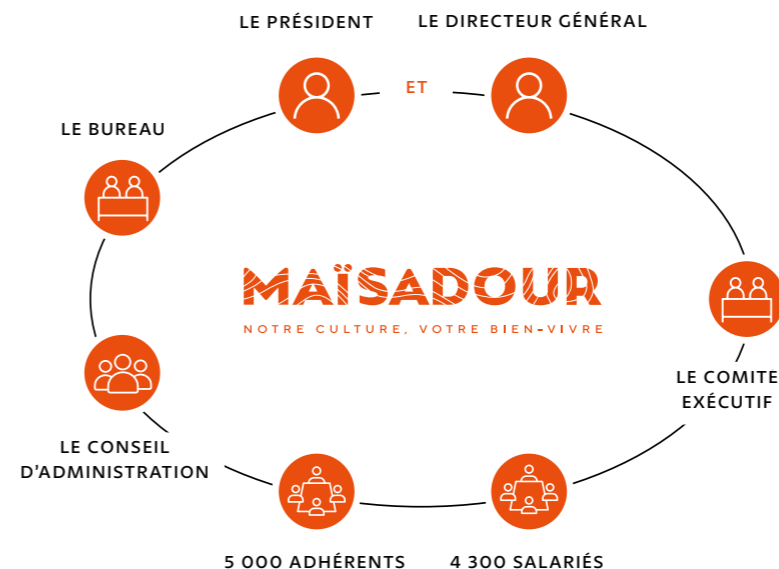 LE PRÉSIDENT
LE DIRECTEUR GÉNÉRAL
ET
LE BUREAU
MAÏSADOUR
NOTRE CULTURE, VOTRE BIEN-VIVRE
LE COMITE
EXÉCUTIF
LE CONSEIL
D'ADMINISTRATION
5 000 ADHÉRENTS
4 300 SALARIÉS